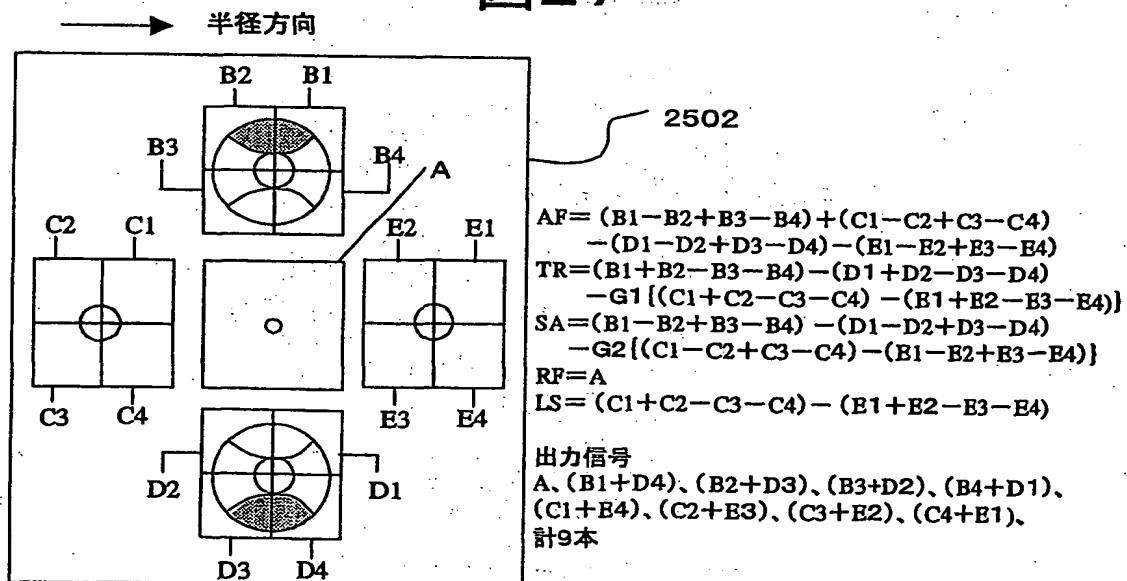 半径方向
B2 B1
2502
B3 B4
A
C2 C1 E2 E1
C3 C4 E3 E4
D2 D1
D3 D4
AF=(B1−B2+B3−B4)+(C1−C2+C3−C4)
−(D1−D2+D3−D4)−(E1−E2+E3−E4)
TR=(B1+B2−B3−B4)−(D1+D2−D3−D4)
−G1{(C1+C2−C3−C4)−(E1+E2−E3−E4)}
SA=(B1−B2+B3−B4)−(D1−D2+D3−D4)
−G2{(C1−C2+C3−C4)−(E1−E2+E3−E4)}
RF=A
LS=(C1+C2−C3−C4)−(E1+E2−E3−E4)
出力信号
A、(B1+D4)、(B2+D3)、(B3+D2)、(B4+D1)、
(C1+E4)、(C2+E3)、(C3+E2)、(C4+E1)、
計9本